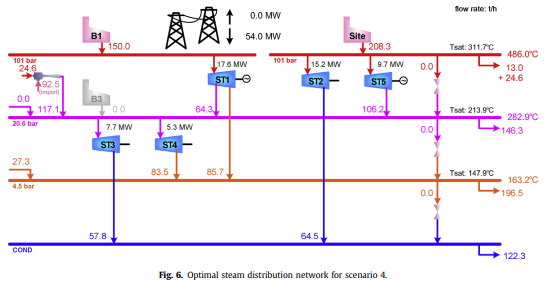 flow rate: t/h
B1
150.0
0.0 MW
54.0 MW
Site
208.3
Tsat: 311.7°C
486.0°C
101 bar
101 bar
24.6
17.6 MW
15.2 MW
9.7 MW
0.0
13.0
+ 24.6
ST1
ST2
ST5
92.5
(import)
B3
0.0
117.1
0.0
64.3
106.2
Tsat: 213.9°C
282.9°C
20.6 bar
7.7 MW
5.3 MW
0.0
146.3
ST3
ST4
27.3
83.5
85.7
Tsat: 147.9°C
163.2°C
4.5 bar
0.0
196.5
57.8
64.5
COND
122.3
Fig. 6. Optimal steam distribution network for scenario 4.